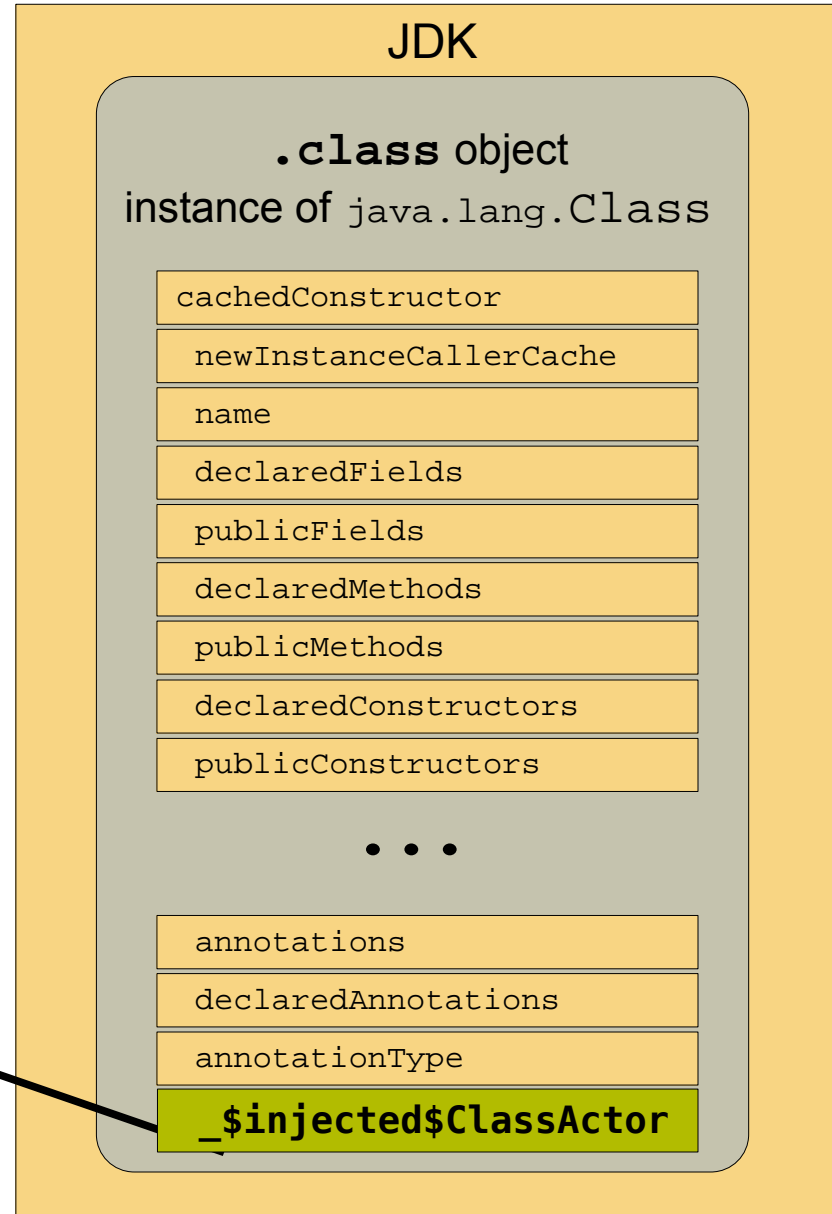 JDK
.class object
instance of java.lang.Class
cachedConstructor
newInstanceCallerCache
name
declaredFields
publicFields
declaredMethods
publicMethods
declaredConstructors
publicConstructors
...
annotations
declaredAnnotations
annotationType
_$injected$ClassActor